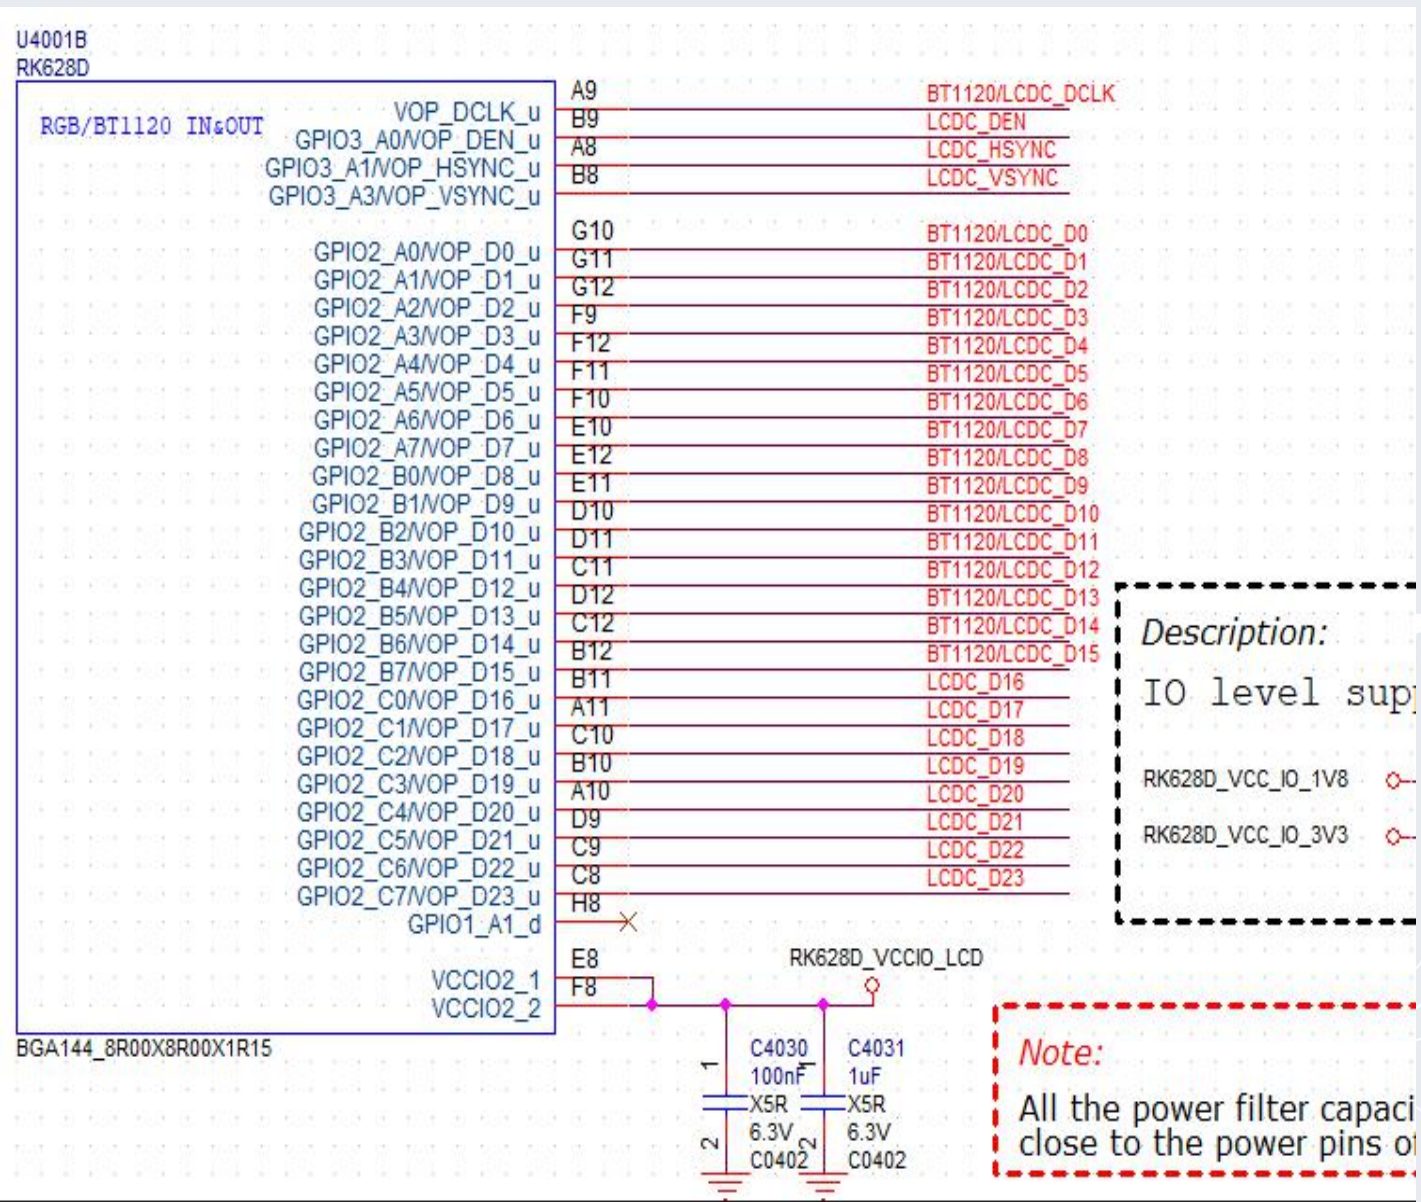 U4001B
RK628D
RGB/BT1120 IN&OUT
VOP_DCLK_u A9 BT1120/LCDC_DCLK
GPIO3_A0/VOP_DEN_u B9 LCDC_DEN
GPIO3_A1/VOP_HSYNC_u A8 LCDC_HSYNC
GPIO3_A3/VOP_VSYNC_u B8 LCDC_VSYNC
GPIO2_A0/VOP_D0_u G10 BT1120/LCDC_D0
GPIO2_A1/VOP_D1_u G11 BT1120/LCDC_D1
GPIO2_A2/VOP_D2_u G12 BT1120/LCDC_D2
GPIO2_A3/VOP_D3_u F9 BT1120/LCDC_D3
GPIO2_A4/VOP_D4_u F12 BT1120/LCDC_D4
GPIO2_A5/VOP_D5_u F11 BT1120/LCDC_D5
GPIO2_A6/VOP_D6_u F10 BT1120/LCDC_D6
GPIO2_A7/VOP_D7_u E10 BT1120/LCDC_D7
GPIO2_B0/VOP_D8_u E12 BT1120/LCDC_D8
GPIO2_B1/VOP_D9_u E11 BT1120/LCDC_D9
GPIO2_B2/VOP_D10_u D10 BT1120/LCDC_D10
GPIO2_B3/VOP_D11_u D11 BT1120/LCDC_D11
GPIO2_B4/VOP_D12_u C11 BT1120/LCDC_D12
GPIO2_B5/VOP_D13_u D12 BT1120/LCDC_D13
GPIO2_B6/VOP_D14_u C12 BT1120/LCDC_D14
GPIO2_B7/VOP_D15_u B12 BT1120/LCDC_D15
GPIO2_C0/VOP_D16_u B11 LCDC_D16
GPIO2_C1/VOP_D17_u A11 LCDC_D17
GPIO2_C2/VOP_D18_u C10 LCDC_D18
GPIO2_C3/VOP_D19_u B10 LCDC_D19
GPIO2_C4/VOP_D20_u A10 LCDC_D20
GPIO2_C5/VOP_D21_u D9 LCDC_D21
GPIO2_C6/VOP_D22_u C9 LCDC_D22
GPIO2_C7/VOP_D23_u C8 LCDC_D23
GPIO1_A1_d H8
VCCIO2_1 E8
VCCIO2_2 F8
RK628D_VCCIO_LCD
BGA144_8R00X8R00X1R15
1 C4030 1 C4031
100nF 1uF
X5R X5R
6.3V 6.3V
2 C0402 2 C0402
Description:
IO level
RK628D_VCC_IO_1V8
RK628D_VCC_IO_3V3
Note:
All the power filter
close to the power pins